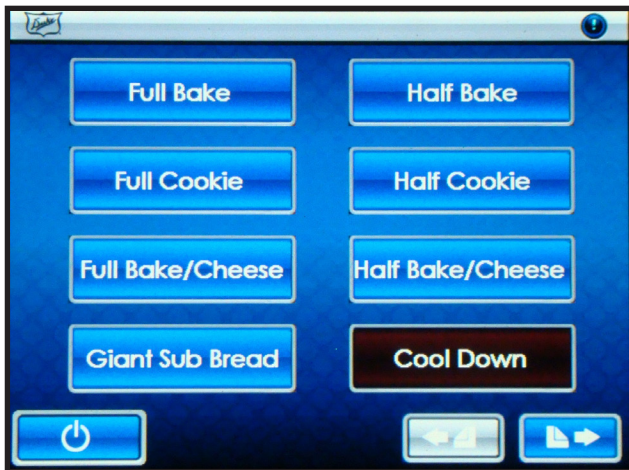 Full Bake
Half Bake
Full Cookie
Half Cookie
Full Bake/Cheese
Half Bake/Cheese
Giant Sub Bread
Cool Down